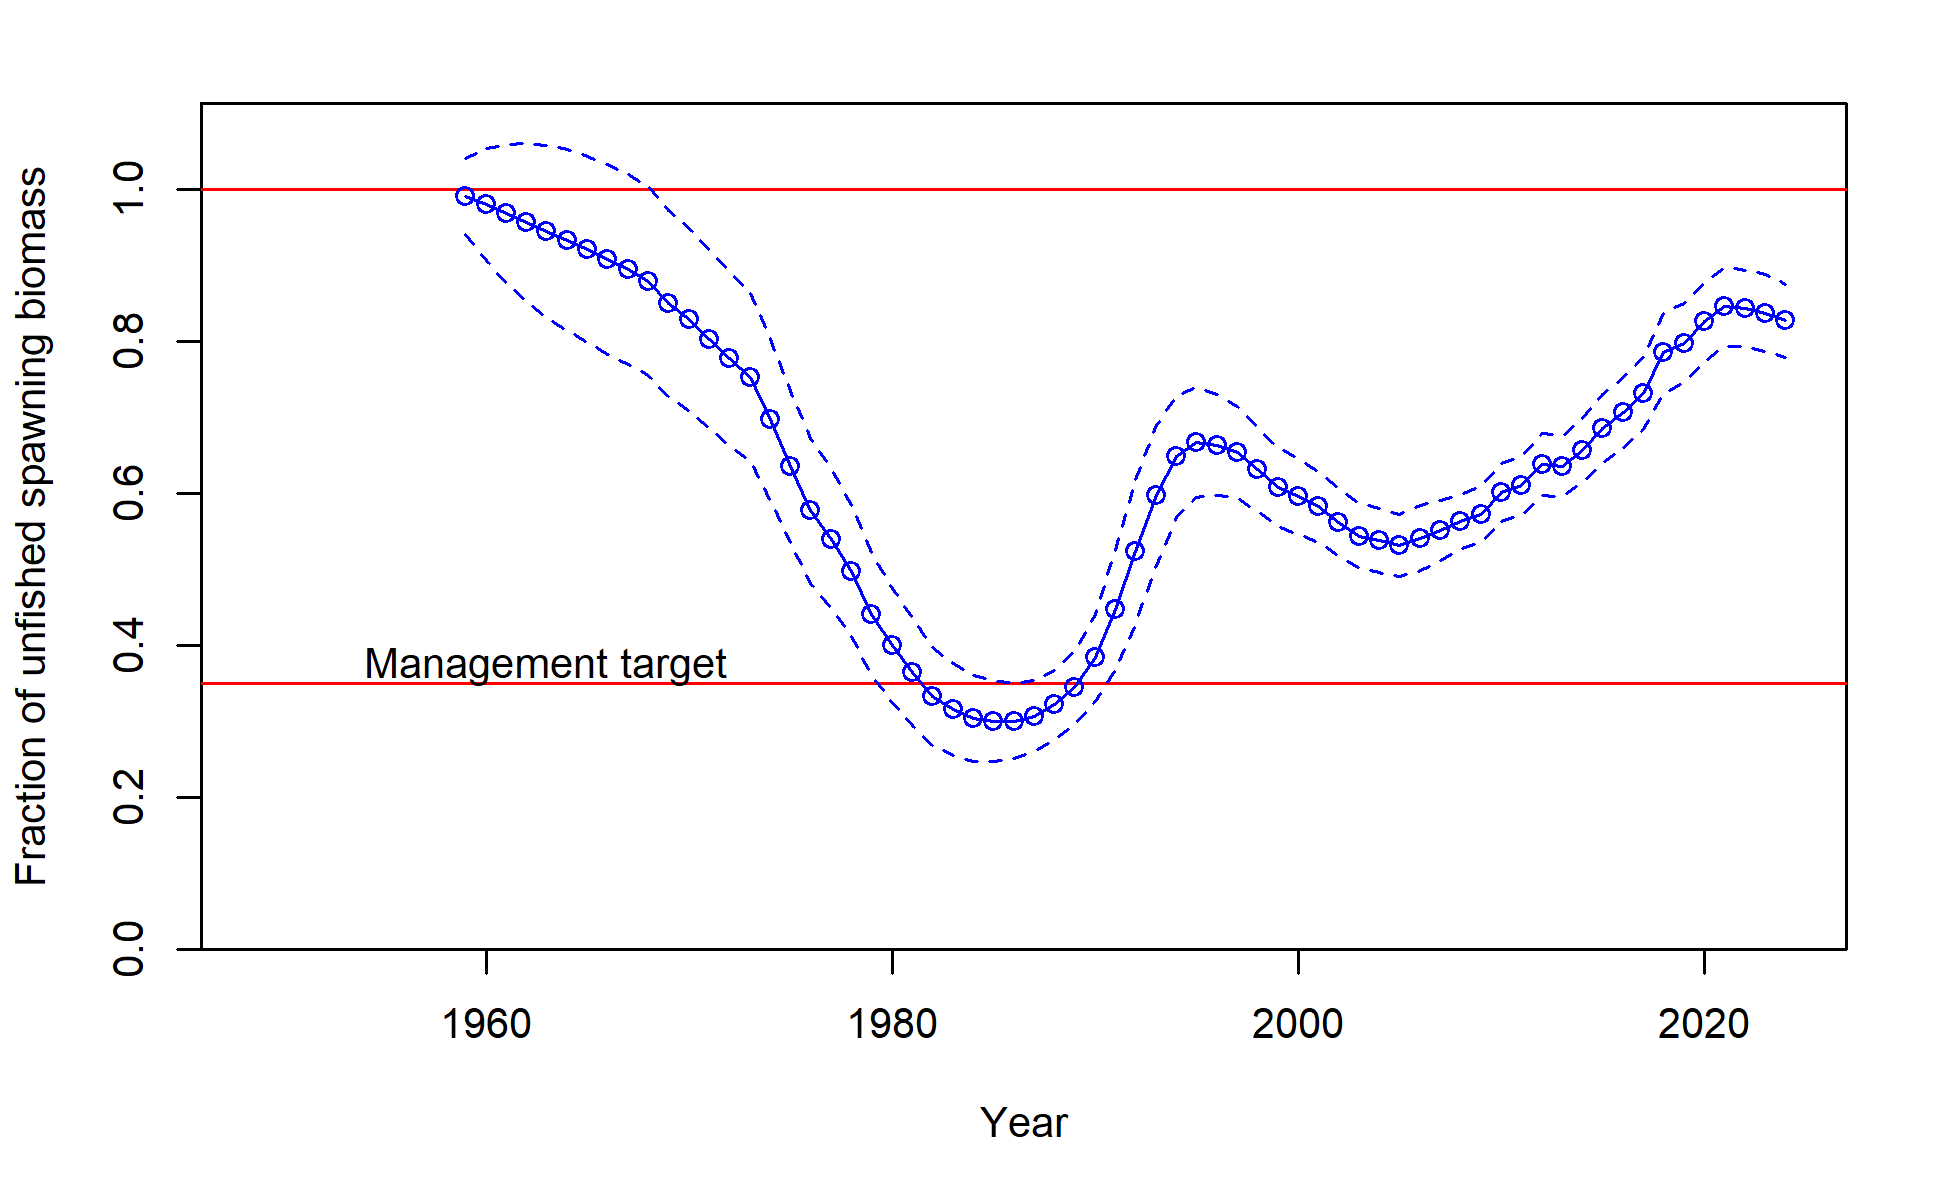 Fraction of unfished spawning biomass
1.0
0.8
0.6
0.4
0.2
0.0
Management target
1960 1980 2000 2020
Year